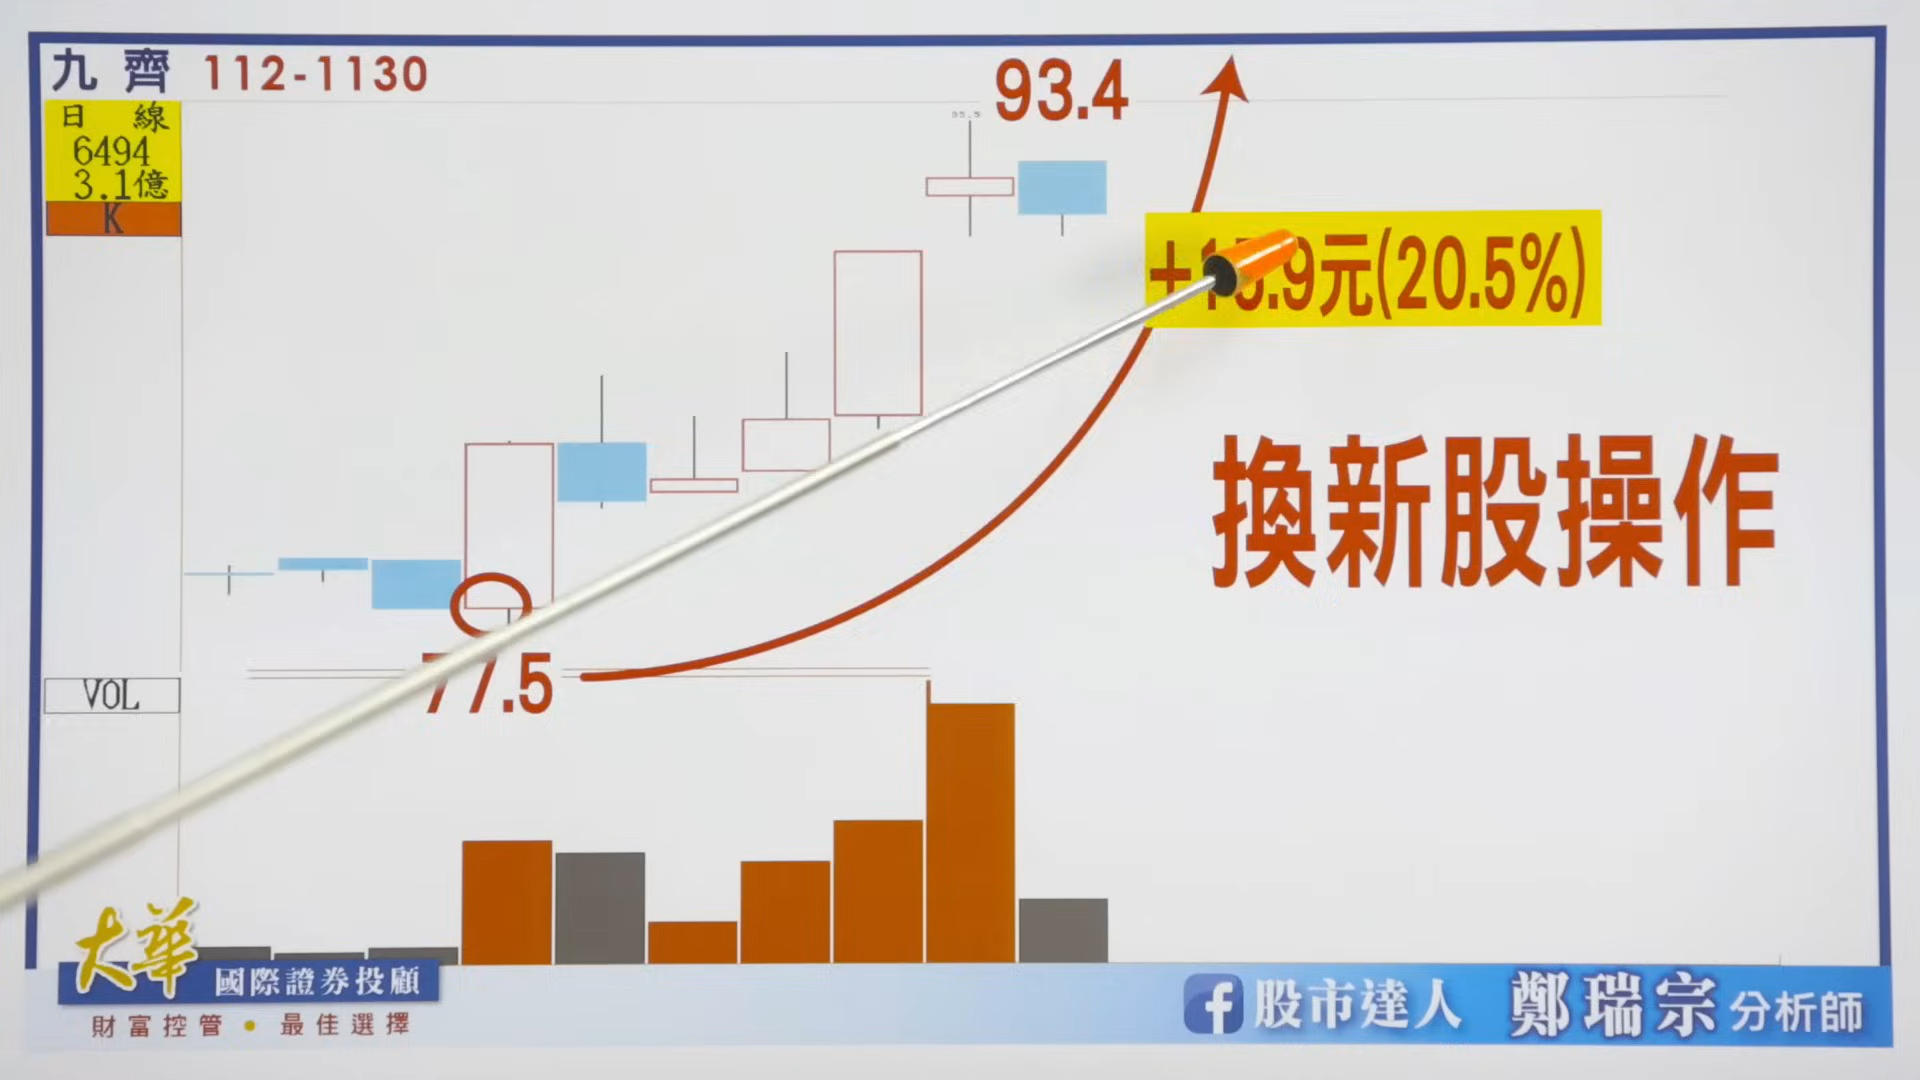 九齊 112-1130
日線
6494
3.1億
K
93.4
+15.9元(20.5%)
換新股操作
77.5
VOL
大華
國際證券投顧
財富控管 • 最佳選擇
f 股市達人 鄭瑞宗 分析師